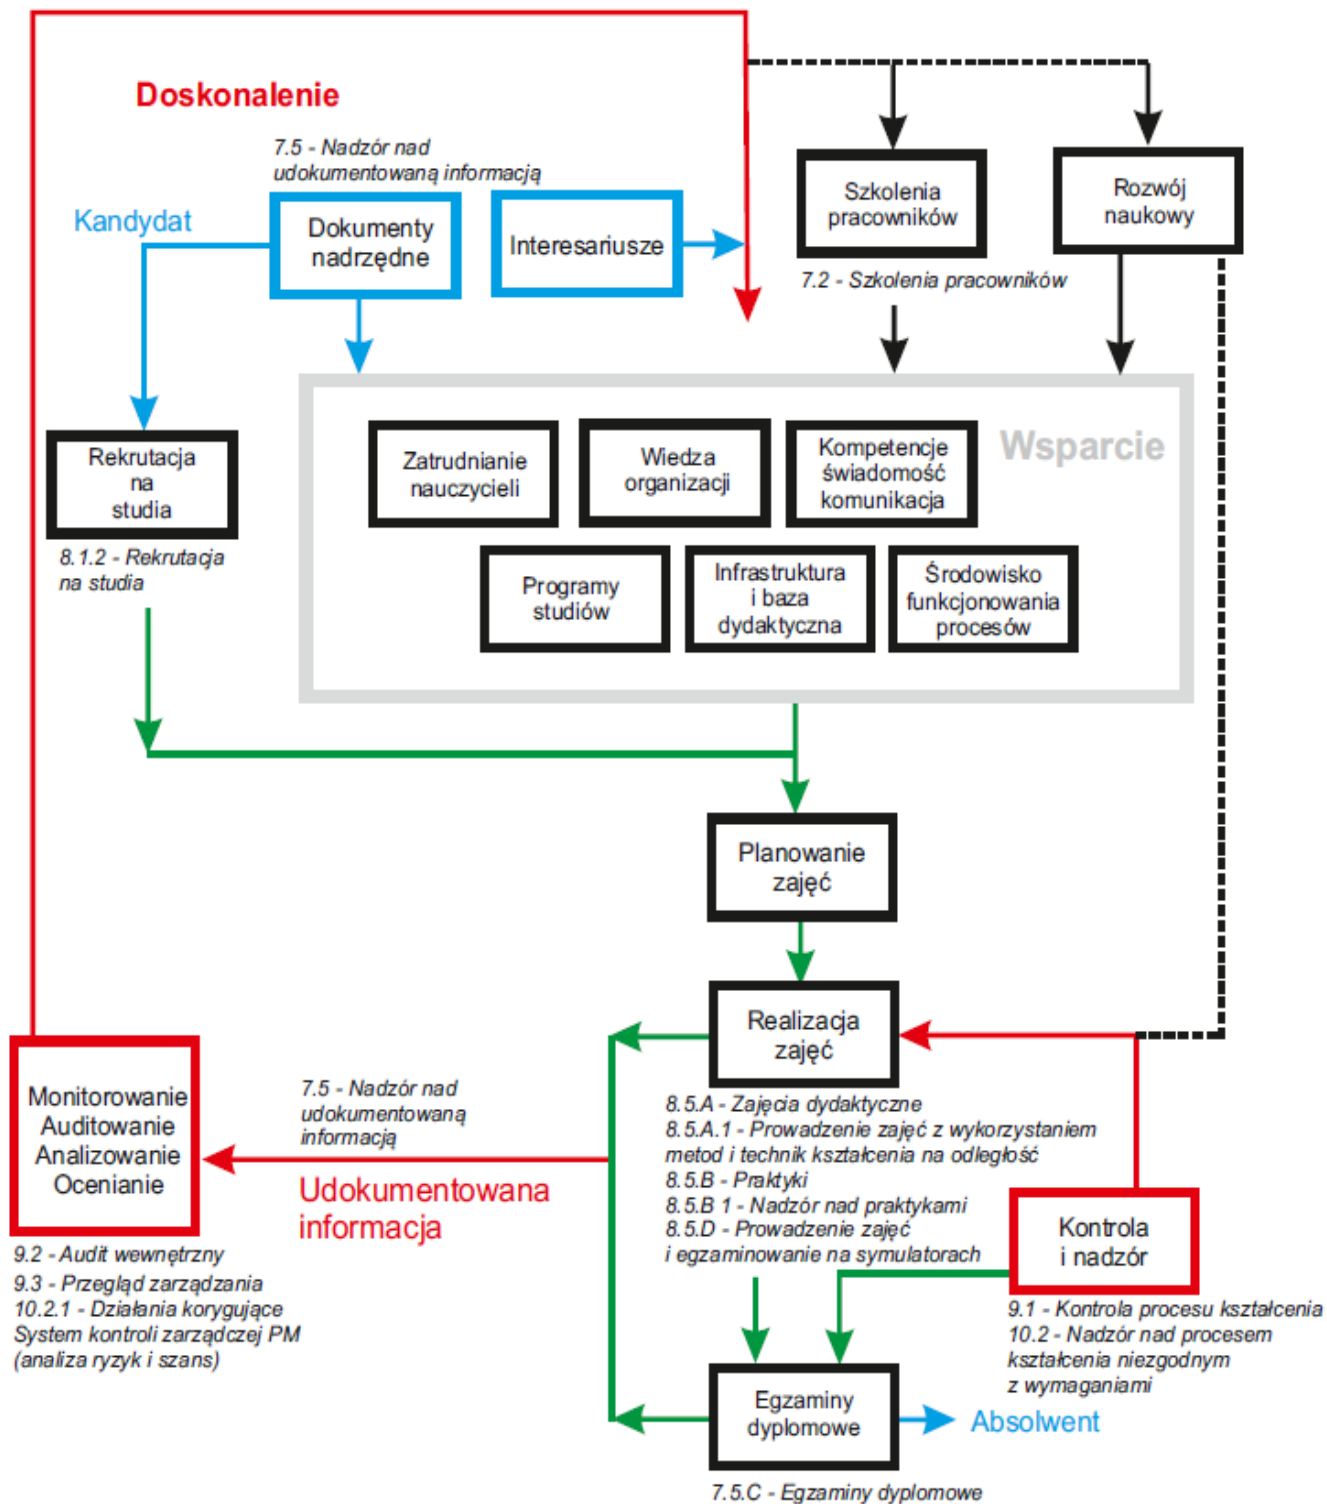 Doskonalenie
7.5 - Nadzór nad
udokumentowaną informacją
Kandydat
Dokumenty
nadrzędne
Interesariusze
Szkolenia
pracowników
Rozwój
naukowy
7.2 - Szkolenia pracowników
Rekrutacja
na
studia
8.1.2 - Rekrutacja
na studia
Wsparcie
Zatrudnianie
nauczycieli
Wiedza
organizacji
Kompetencje
świadomość
komunikacja
Programy
studiów
Infrastruktura
i baza
dydaktyczna
Środowisko
funkcjonowania
procesów
Planowanie
zajęć
Realizacja
zajęć
8.5.A - Zajęcia dydaktyczne
8.5.A.1 - Prowadzenie zajęć z wykorzystaniem
metod i technik kształcenia na odległość
8.5.B - Praktyki
8.5.B 1 - Nadzór nad praktykami
8.5.D - Prowadzenie zajęć
i egzaminowanie na symulatorach
Monitorowanie
Auditowanie
Analizowanie
Ocenianie
7.5 - Nadzór nad
udokumentowaną
informacją
Udokumentowana
informacja
9.2 - Audit wewnętrzny
9.3 - Przegląd zarządzania
10.2.1 - Działania korygujące
System kontroli zarządczej PM
(analiza ryzyk i szans)
Kontrola
i nadzór
9.1 - Kontrola procesu kształcenia
10.2 - Nadzór nad procesem
kształcenia niezgodnym
z wymaganiami
Egzaminy
dyplomowe
Absolwent
7.5.C - Egzaminy dyplomowe